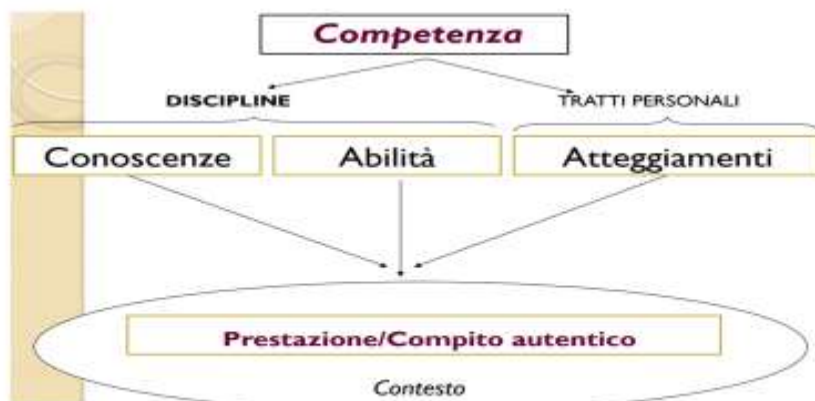 Competenza
DISCIPLINE TRATTI PERSONALI
Conoscenze Abilità Atteggiamenti
Prestazione/Compito autentico
Contesto